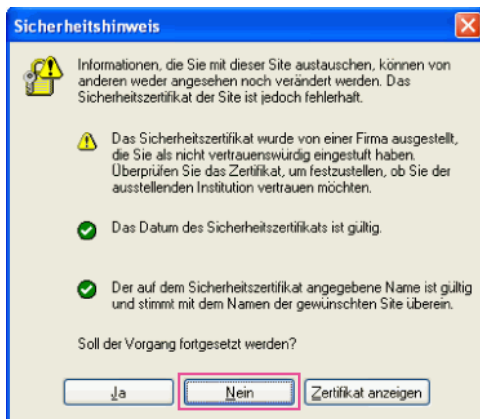 Sicherheitshinweis
Informationen, die Sie mit dieser Site austauschen, können von
anderen weder angesehen noch verändert werden. Das
Sicherheitszertifikat der Site ist jedoch fehlerhaft.
Das Sicherheitszertifikat wurde von einer Firma ausgestellt,
die Sie als nicht vertrauenswürdig eingestuft haben.
Überprüfen Sie das Zertifikat, um festzustellen, ob Sie der
ausstellenden Institution vertrauen möchten.
Das Datum des Sicherheitszertifikats ist gültig.
Der auf dem Sicherheitszertifikat angegebene Name ist gültig
und stimmt mit dem Namen der gewünschten Site überein.
Soll der Vorgang fortgesetzt werden?
Ja Nein Zertifikat anzeigen